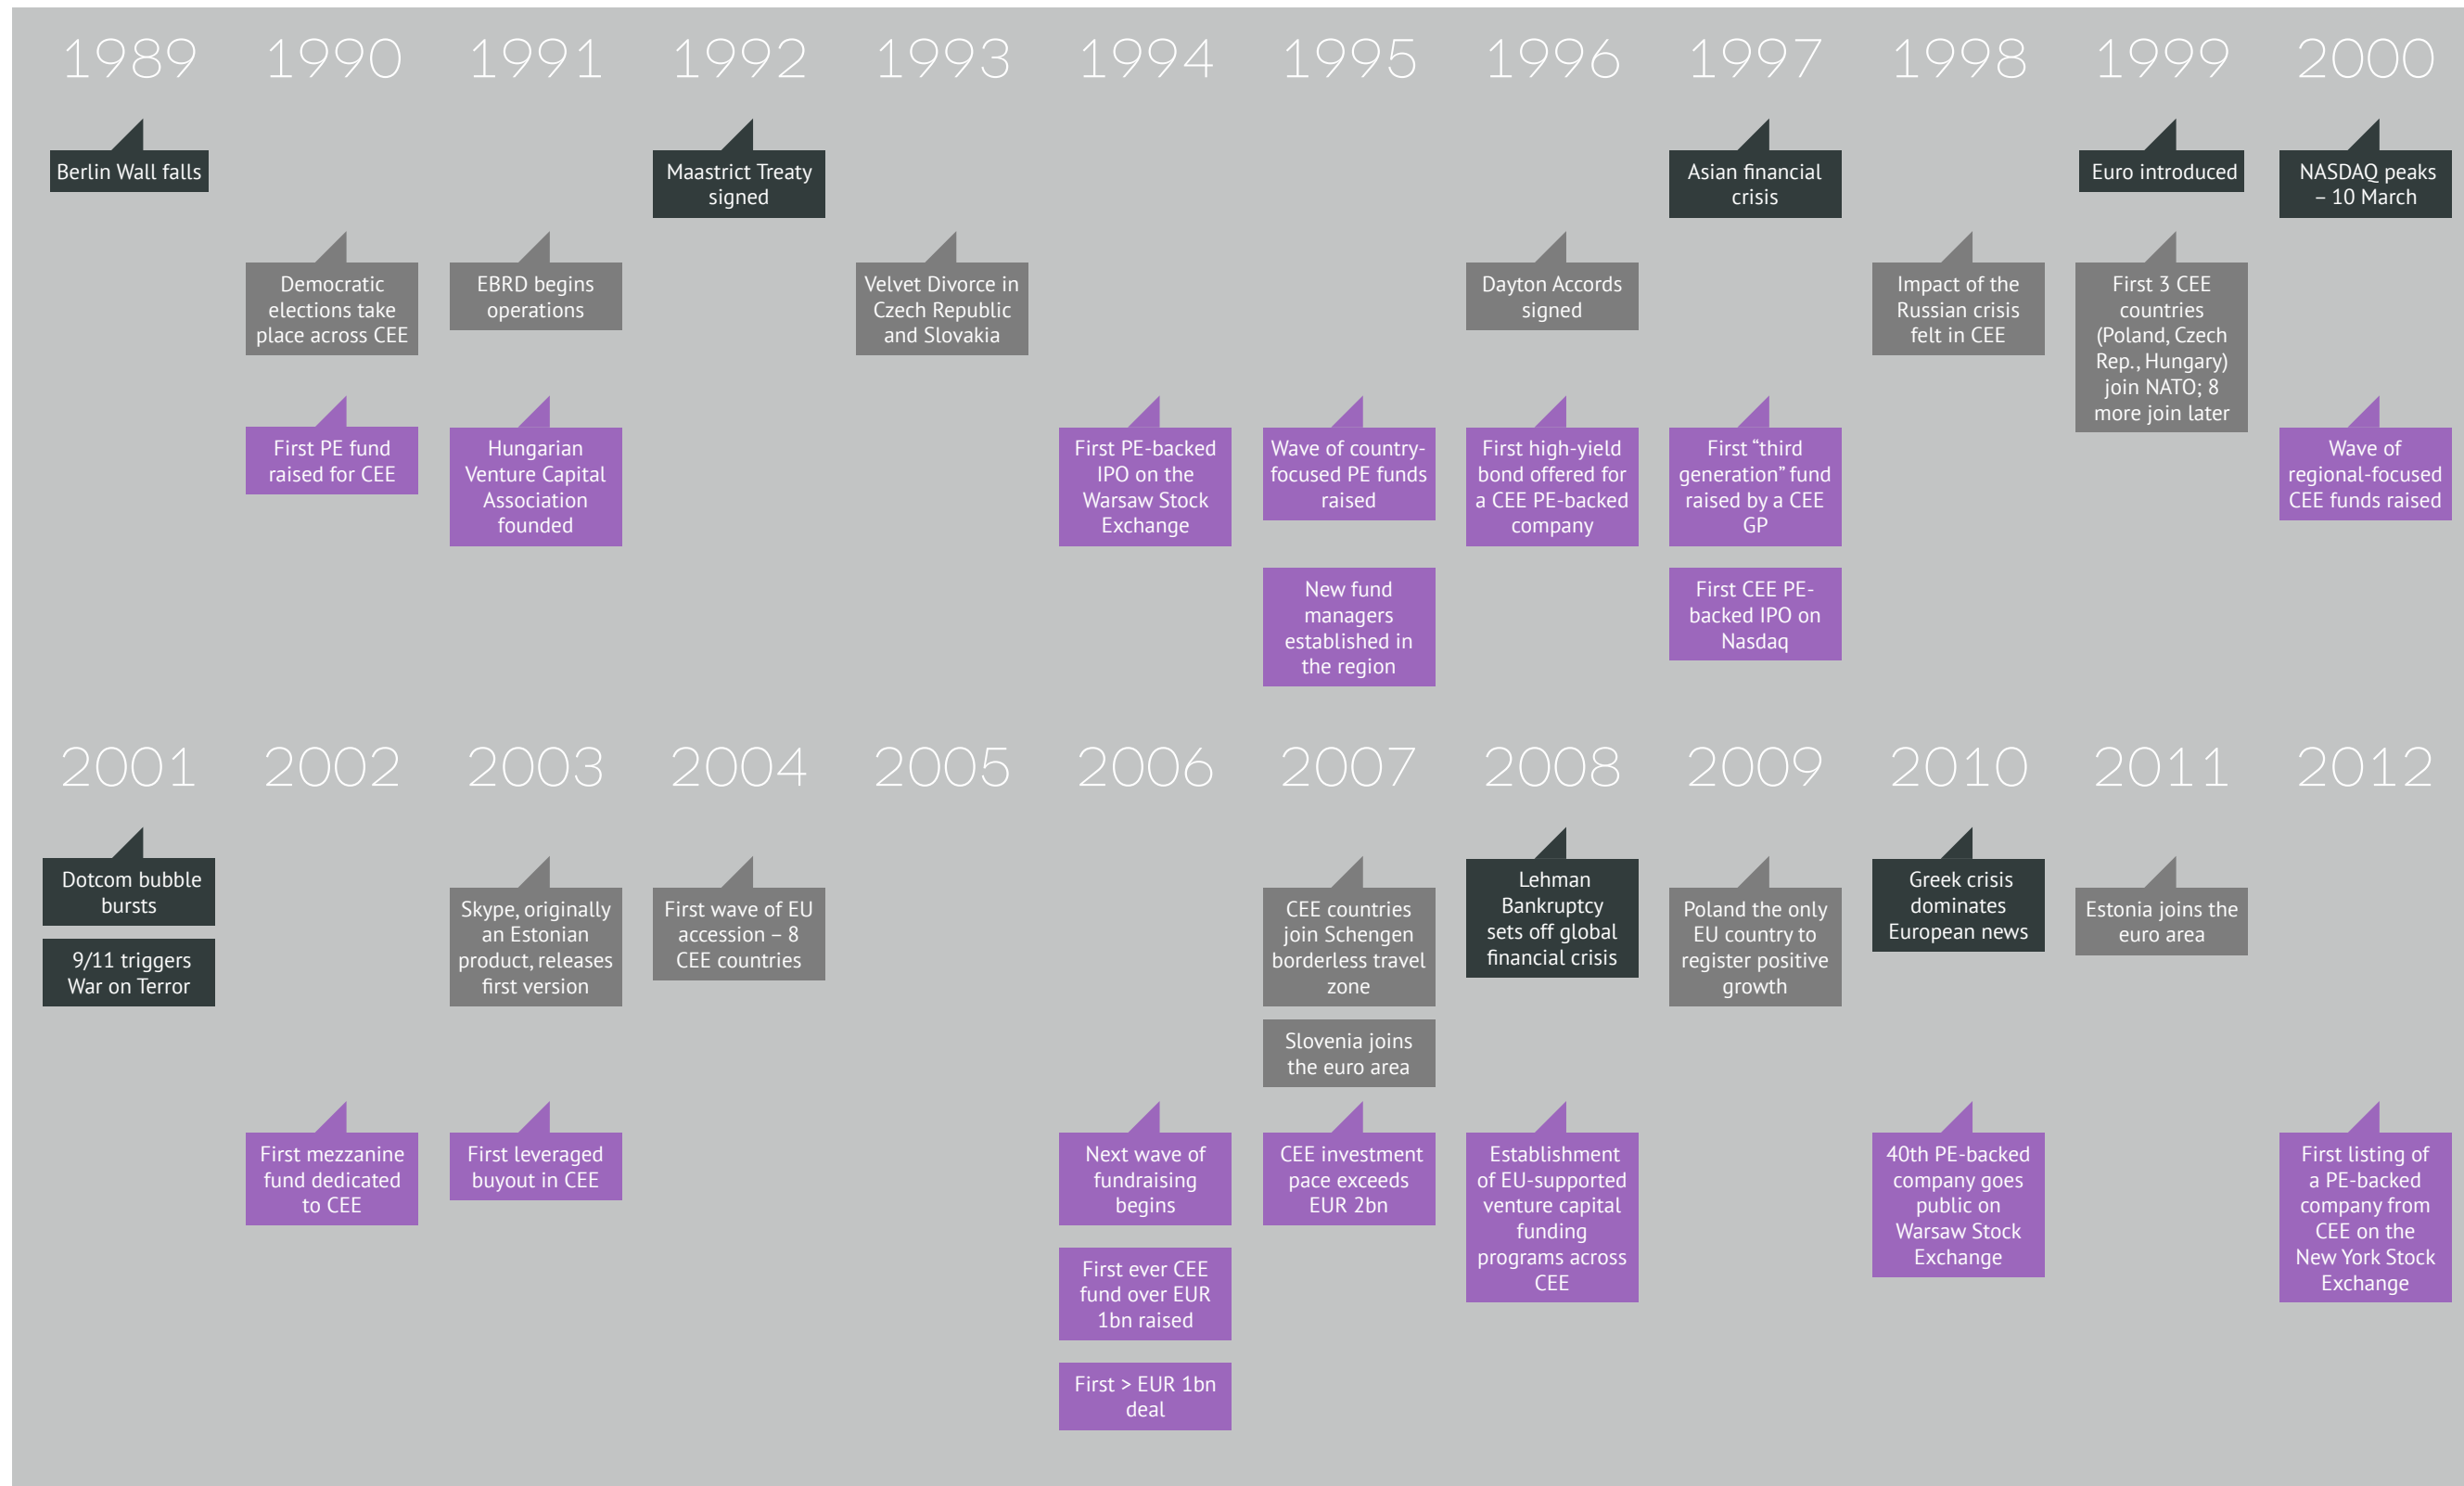 1989 1990 1991 1992 1993 1994 1995 1996 1997 1998 1999 2000
Berlin Wall falls
Maastrict Treaty
signed
Asian financial
crisis
Euro introduced
NASDAQ peaks
– 10 March
Democratic
elections take
place across CEE
EBRD begins
operations
Velvet Divorce in
Czech Republic
and Slovakia
Dayton Accords
signed
Impact of the
Russian crisis
felt in CEE
First 3 CEE
countries
(Poland, Czech
Rep., Hungary)
join NATO; 8
more join later
First PE fund
raised for CEE
Hungarian
Venture Capital
Association
founded
First PE-backed
IPO on the
Warsaw Stock
Exchange
Wave of country-
focused PE funds
raised
First high-yield
bond offered for
a CEE PE-backed
company
First “third
generation” fund
raised by a CEE
GP
Wave of
regional-focused
CEE funds raised
New fund
managers
established in
the region
First CEE PE-
backed IPO on
Nasdaq
2001 2002 2003 2004 2005 2006 2007 2008 2009 2010 2011 2012
Dotcom bubble
bursts
9/11 triggers
War on Terror
Skype, originally
an Estonian
product, releases
first version
First wave of EU
accession – 8
CEE countries
CEE countries
join Schengen
borderless travel
zone
Slovenia joins
the euro area
Lehman
Bankruptcy
sets off global
financial crisis
Poland the only
EU country to
register positive
growth
Greek crisis
dominates
European news
Estonia joins the
euro area
First mezzanine
fund dedicated
to CEE
First leveraged
buyout in CEE
Next wave of
fundraising
begins
First ever CEE
fund over EUR
1bn raised
First > EUR 1bn
deal
CEE investment
pace exceeds
EUR 2bn
Establishment
of EU-supported
venture capital
funding
programs across
CEE
40th PE-backed
company goes
public on
Warsaw Stock
Exchange
First listing of
a PE-backed
company from
CEE on the
New York Stock
Exchange